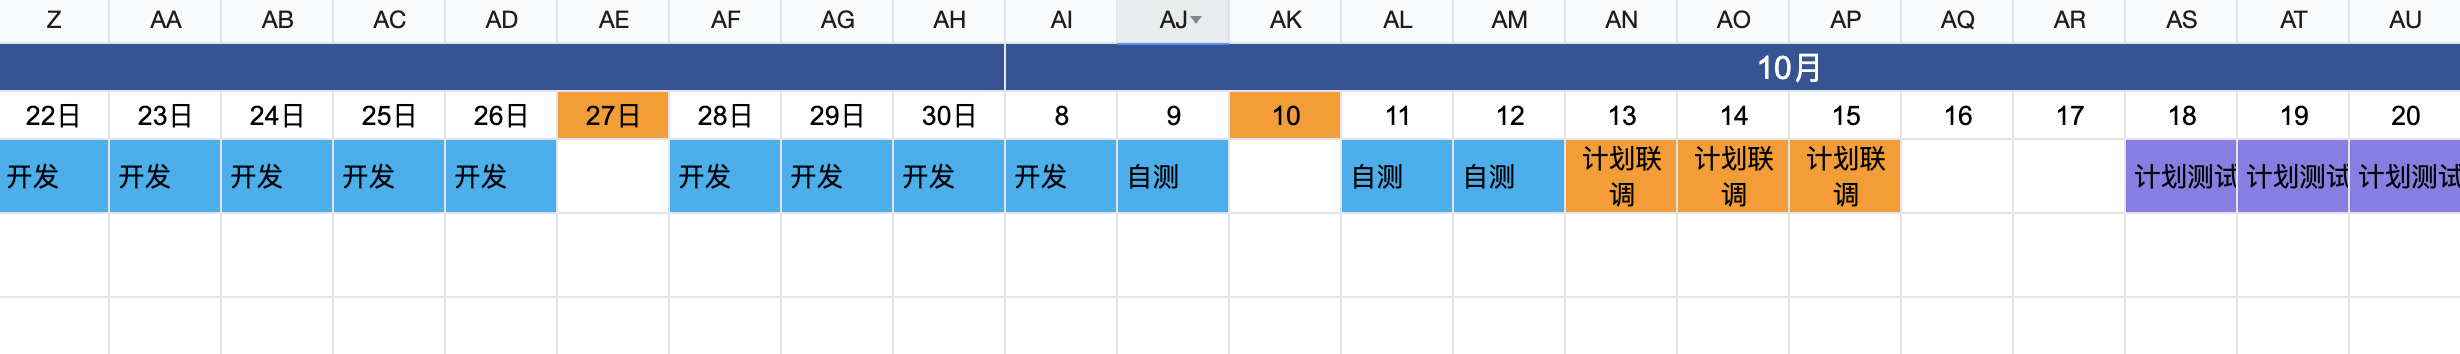 Z AA AB AC AD AE AF AG AH AI AJ AK AL AM AN AO AP AQ AR AS AT AU
10月
22日 23日 24日 25日 26日 27日 28日 29日 30日 8 9 10 11 12 13 14 15 16 17 18 19 20
开发 开发 开发 开发 开发 开发 开发 开发 开发 自测 自测 自测 计划联调 计划联调 计划联调 计划测试 计划测试 计划测试